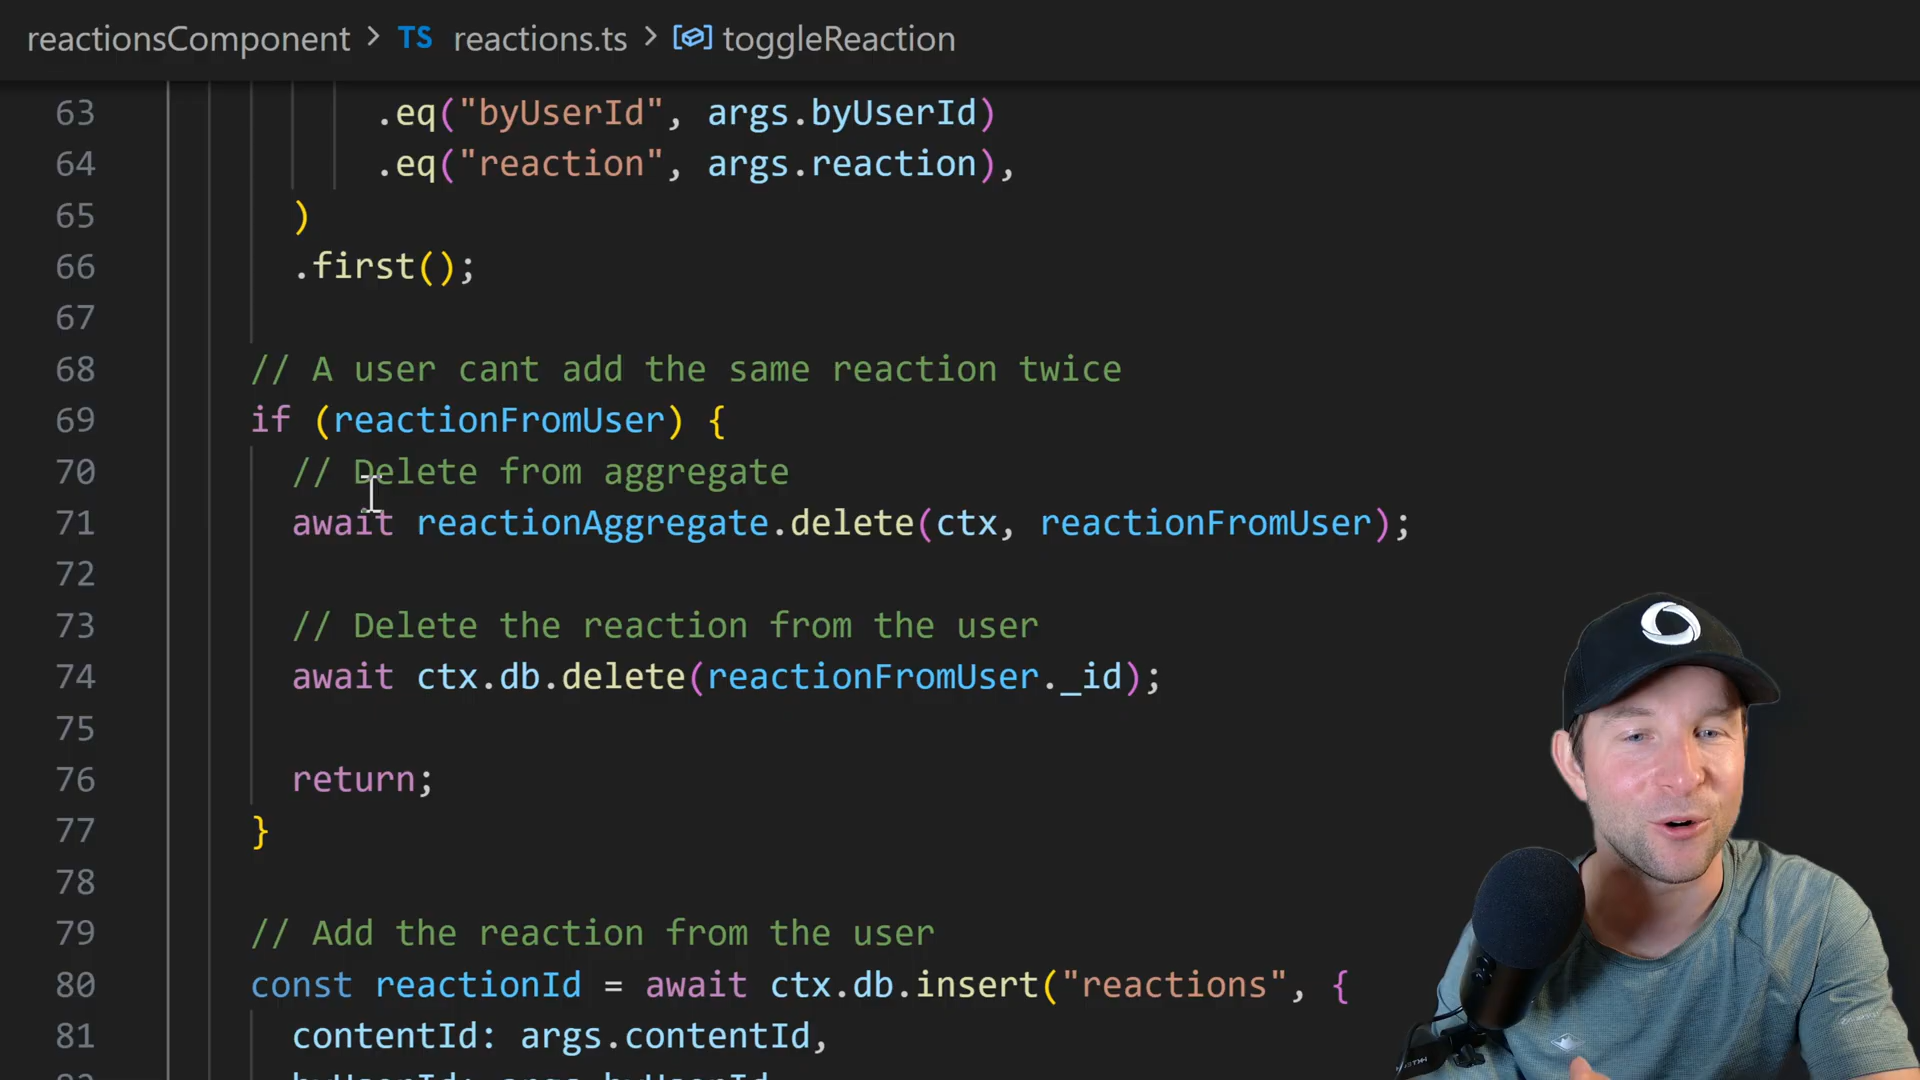 reactionsComponent > TS reactions.ts > toggleReaction
63 .eq("byUserId", args.byUserId)
64 .eq("reaction", args.reaction),
65 )
66 .first();
67
68 // A user cant add the same reaction twice
69 if (reactionFromUser) {
70 // Delete from aggregate
71 await reactionAggregate.delete(ctx, reactionFromUser);
72
73 // Delete the reaction from the user
74 await ctx.db.delete(reactionFromUser._id);
75
76 return;
77 }
78
79 // Add the reaction from the user
80 const reactionId = await ctx.db.insert("reactions", {
81 contentId: args.contentId,
byUserId: args.byUserId